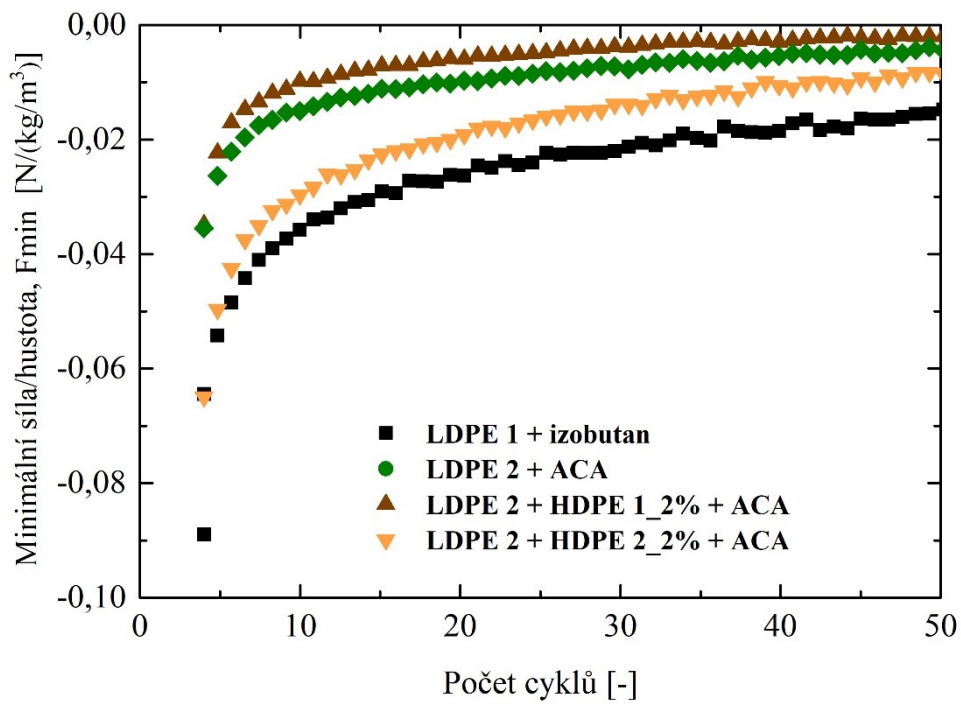 0,00
-0,02
-0,04
-0,06
-0,08
-0,10
Minimální síla/hustota, Fmin [N/(kg/m³)]
LDPE 1 + izobutan
LDPE 2 + ACA
LDPE 2 + HDPE 1_2% + ACA
LDPE 2 + HDPE 2_2% + ACA
0 10 20 30 40 50
Počet cyklů [-]